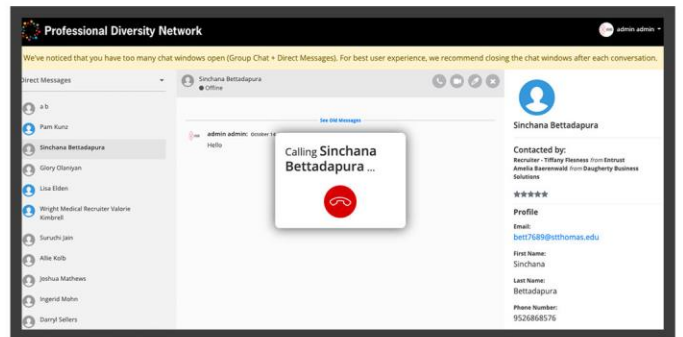 Professional Diversity Network
admin admin
We've noticed that you have too many chat windows open (Group Chat + Direct Messages). For best user experience, we recommend closing the chat windows after each conversation.
Direct Messages
a b
Pam Kunz
Sinchana Bettadapura
Glory Olaniyan
Lisa Elden
Wright Medical Recruiter Valorie
Kimbrell
Suruchi Jain
Allie Kolb
Joshua Mathews
Ingerid Mohn
Darryl Sellers
Sinchana Bettadapura
Offline
See Old Messages
admin admin: October 14
Hello
Calling Sinchana
Bettadapura ...
Sinchana Bettadapura
Contacted by:
Recruiter - Tiffany Flesness from Entrust
Amelia Baerenwald from Daugherty Business
Solutions
Profile
Email:
bett7689@stthomas.edu
First Name:
Sinchana
Last Name:
Bettadapura
Phone Number:
9526868576